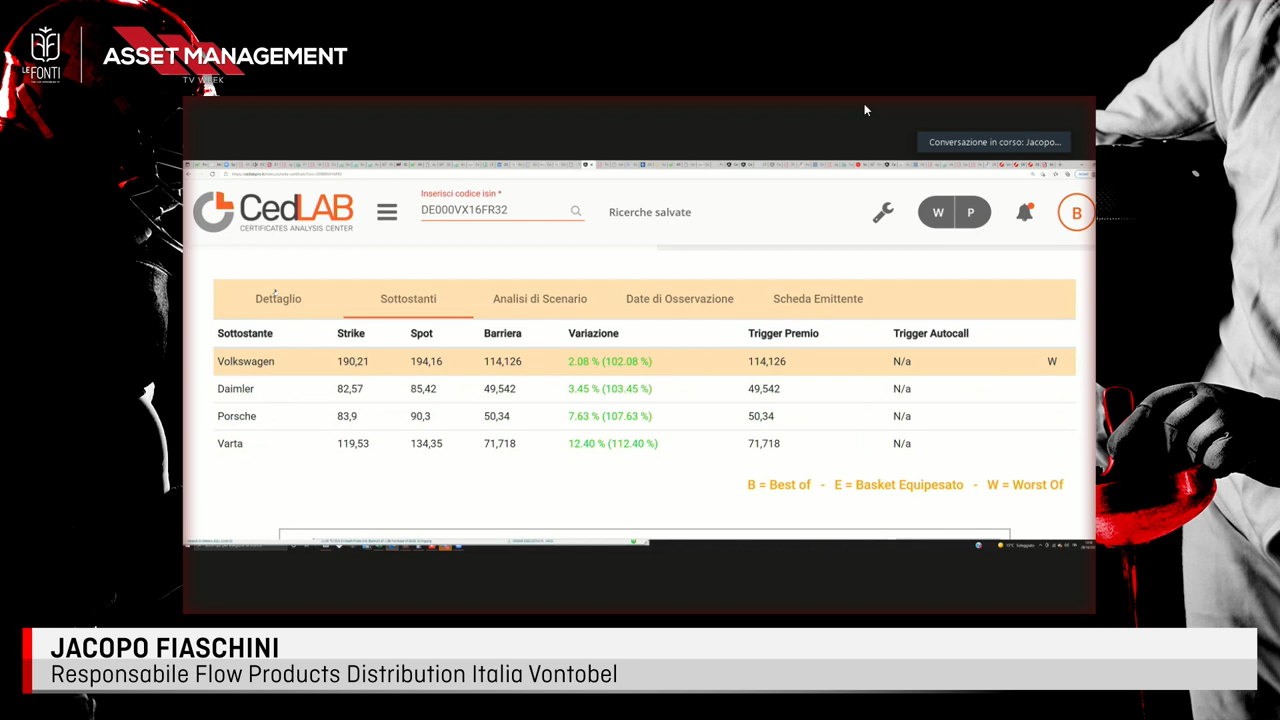 LE FONTI
ASSET MANAGEMENT
TV WEEK
Conversazione in corso: Jacopo...
CedLAB
CERTIFICATES ANALYSIS CENTER
Inserisci codice isin *
DE000VX16FR32
Ricerche salvate
W P
B
Dettaglio Sottostanti Analisi di Scenario Date di Osservazione Scheda Emittente
Sottostante Strike Spot Barriera Variazione Trigger Premio Trigger Autocall
Volkswagen 190,21 194,16 114,126 2.08 % (102.08 %) 114,126 N/a W
Daimler 82,57 85,42 49,542 3.45 % (103.45 %) 49,542 N/a
Porsche 83,9 90,3 50,34 7.63 % (107.63 %) 50,34 N/a
Varta 119,53 134,35 71,718 12.40 % (112.40 %) 71,718 N/a
B = Best of - E = Basket Equipesato - W = Worst Of
JACOPO FIASCHINI
Responsabile Flow Products Distribution Italia Vontobel